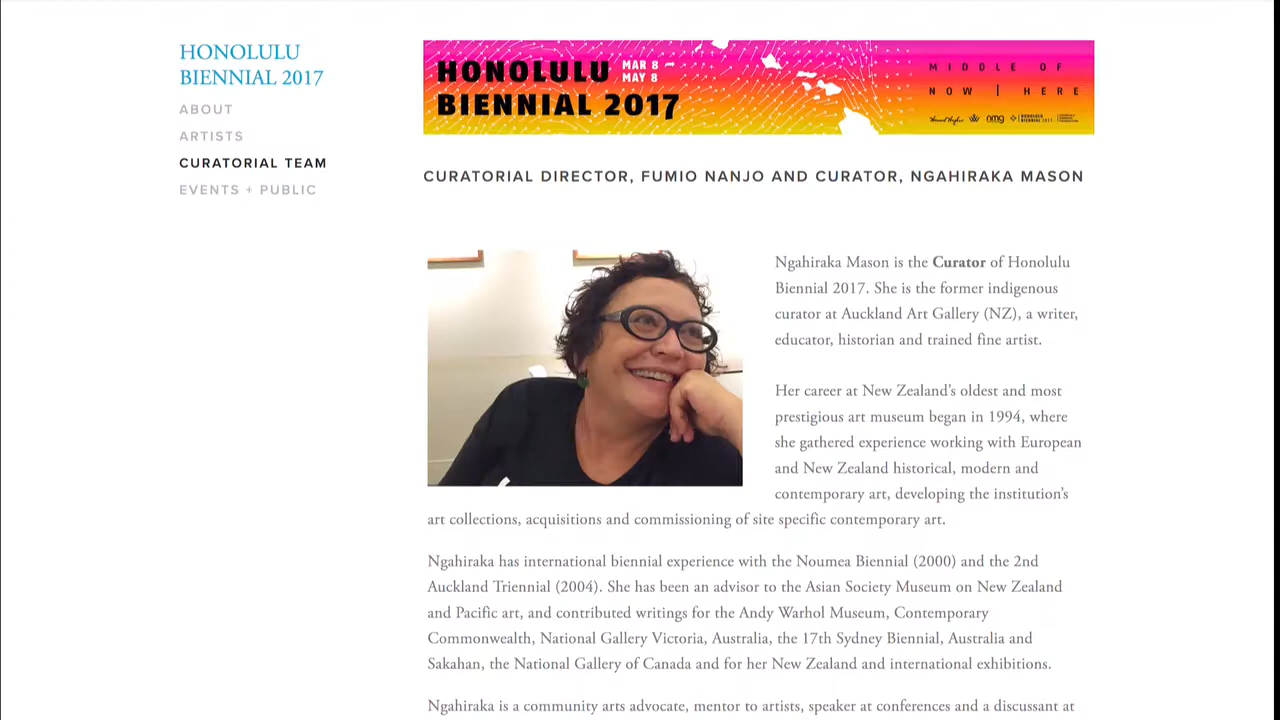 HONOLULU
BIENNIAL 2017
ABOUT
ARTISTS
CURATORIAL TEAM
EVENTS + PUBLIC
HONOLULU MAR 8 —
MAY 8
BIENNIAL 2017
MIDDLE OF
NOW | HERE
CURATORIAL DIRECTOR, FUMIO NANJO AND CURATOR, NGAHIRAKA MASON
Ngahiraka Mason is the Curator of Honolulu
Biennial 2017. She is the former indigenous
curator at Auckland Art Gallery (NZ), a writer,
educator, historian and trained fine artist.
Her career at New Zealand’s oldest and most
prestigious art museum began in 1994, where
she gathered experience working with European
and New Zealand historical, modern and
contemporary art, developing the institution’s
art collections, acquisitions and commissioning of site specific contemporary art.
Ngahiraka has international biennial experience with the Noumea Biennial (2000) and the 2nd
Auckland Triennial (2004). She has been an advisor to the Asian Society Museum on New Zealand
and Pacific art, and contributed writings for the Andy Warhol Museum, Contemporary
Commonwealth, National Gallery Victoria, Australia, the 17th Sydney Biennial, Australia and
Sakahan, the National Gallery of Canada and for her New Zealand and international exhibitions.
Ngahiraka is a community arts advocate, mentor to artists, speaker at conferences and a discussant at